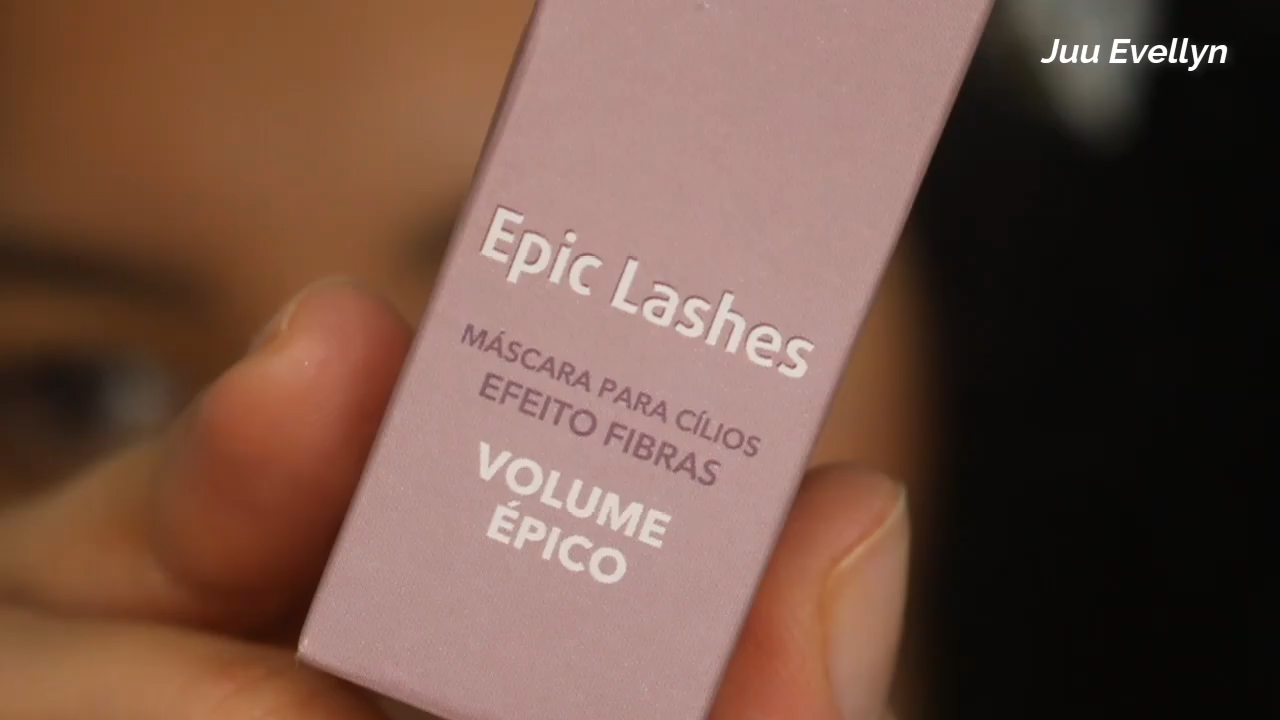 Juu Evellyn
Epic Lashes
MÁSCARA PARA CÍLIOS
EFEITO FIBRAS
VOLUME
ÉPICO